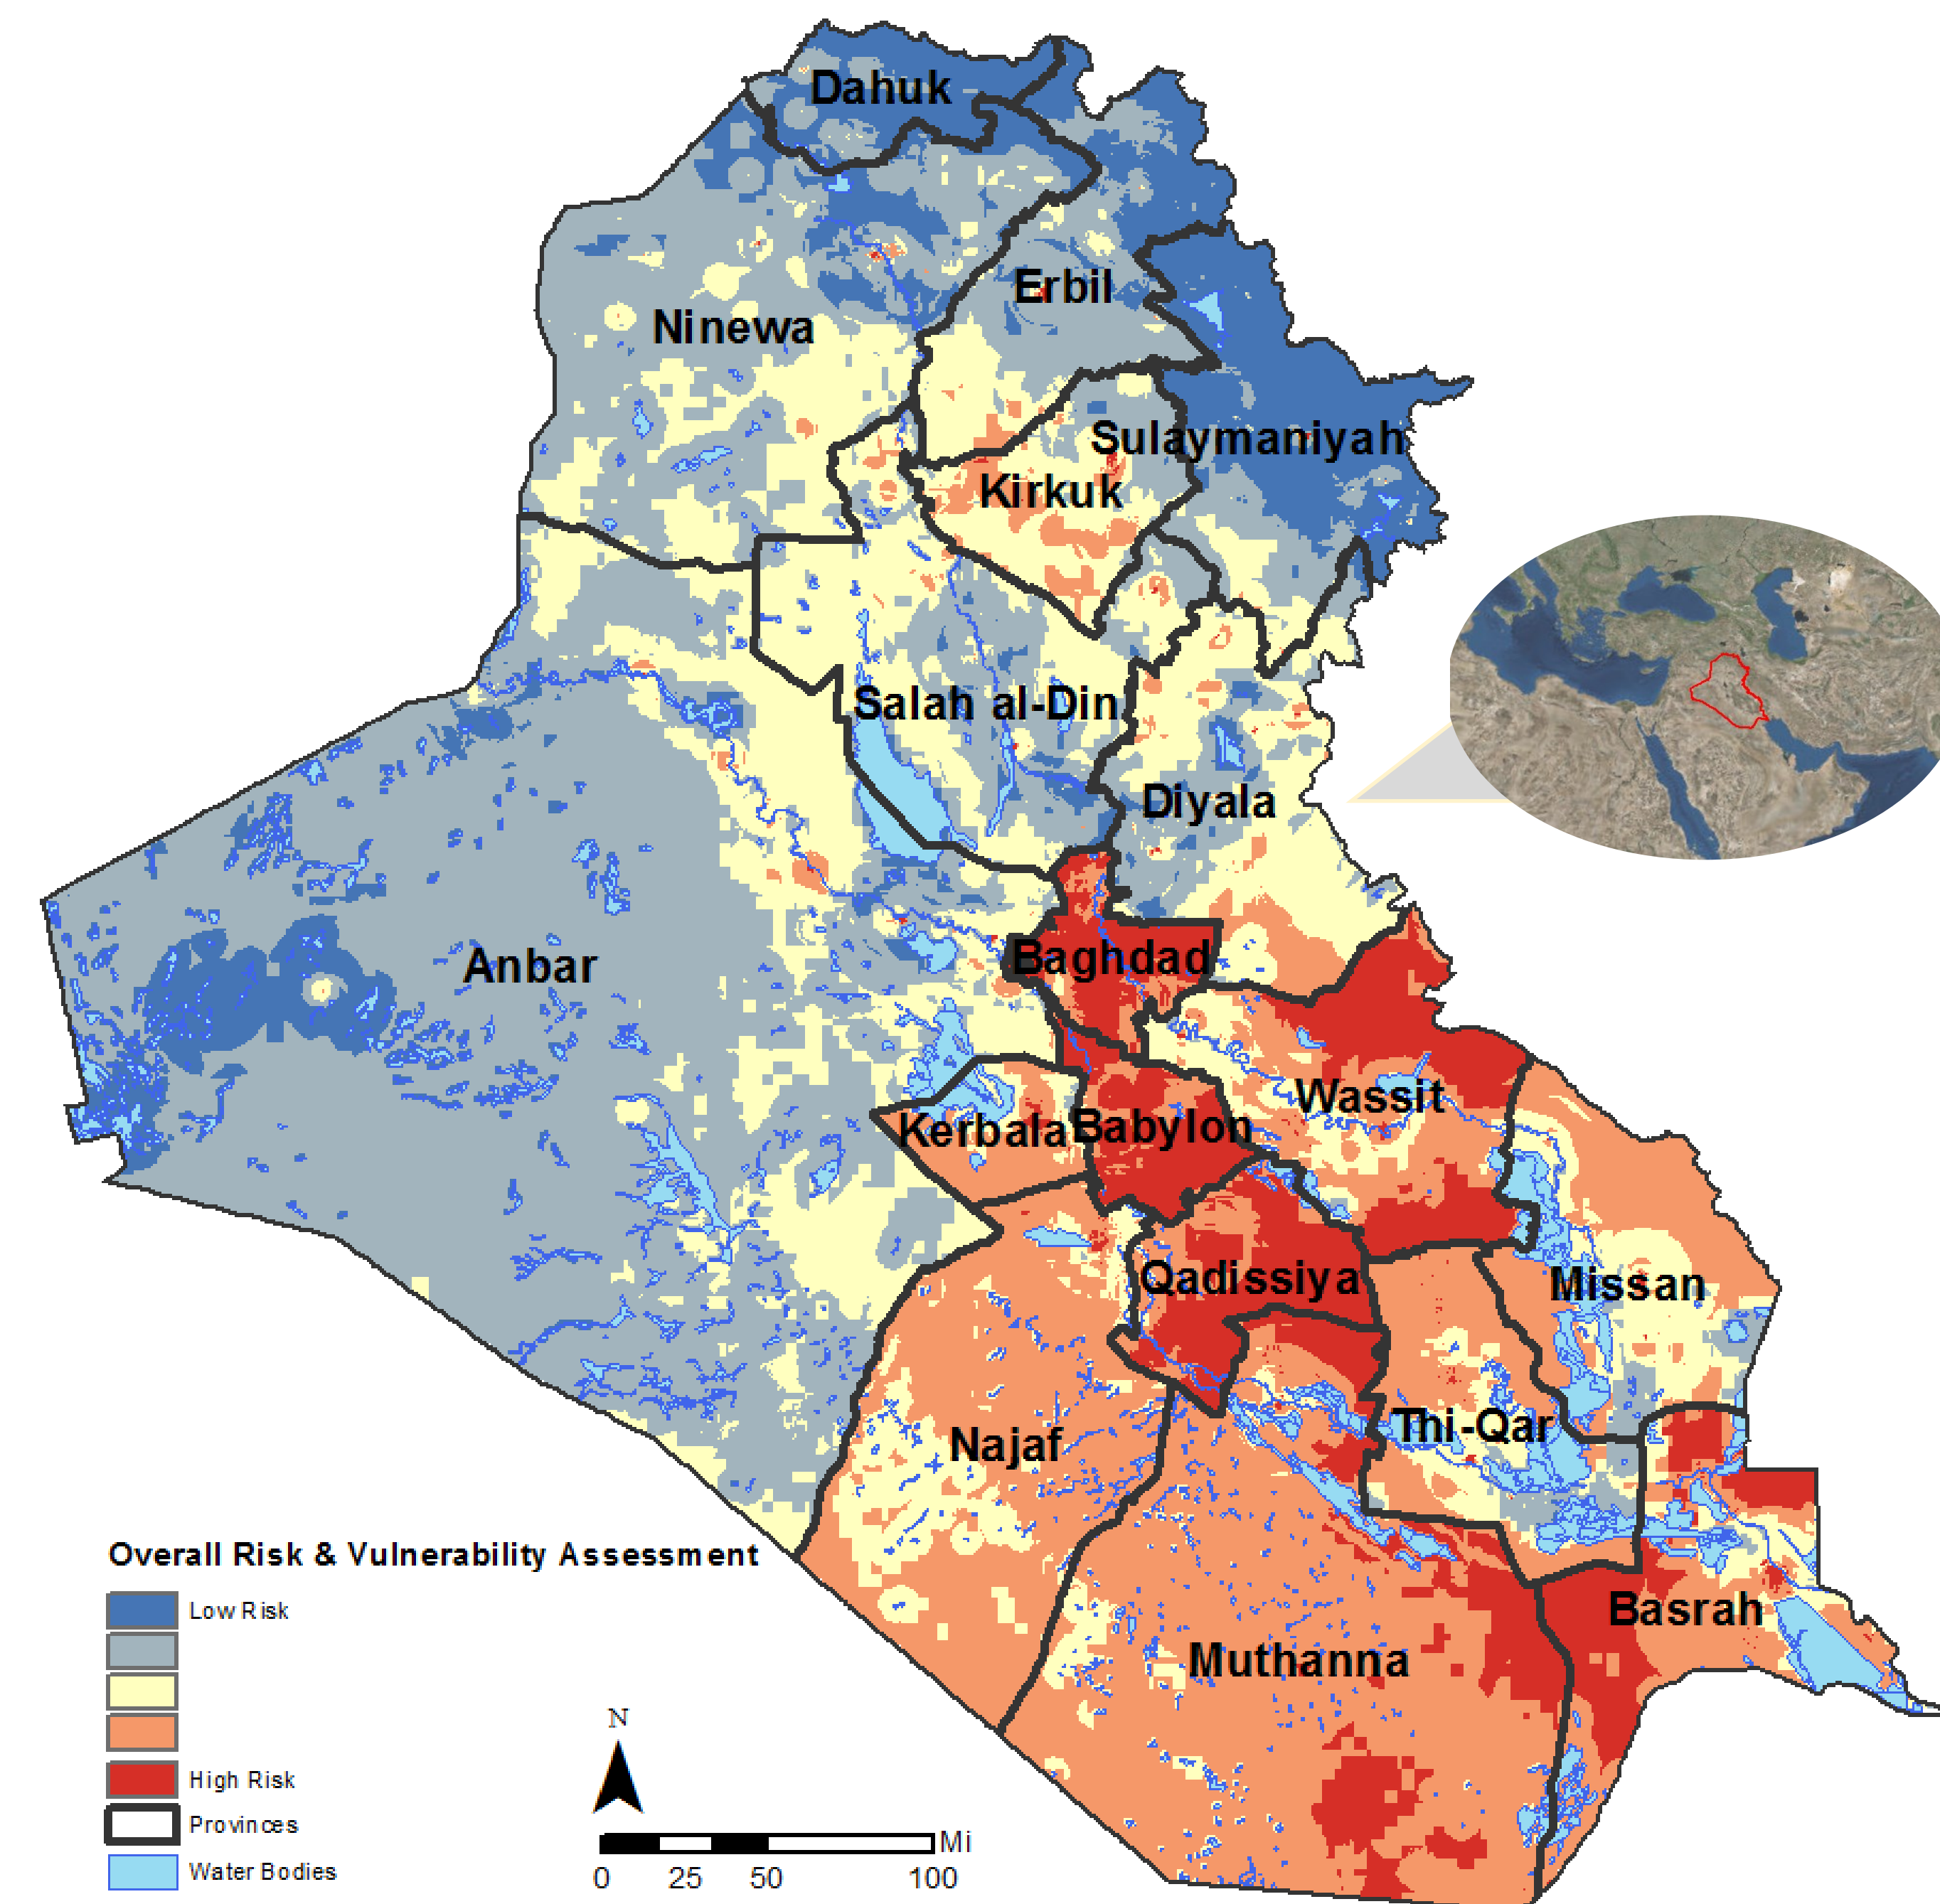 Dahuk
Erbil
Ninewa
Sulaymaniyah
Kirkuk
Salah al-Din
Diyala
Anbar
Baghdad
Wassit
Kerbala
Babylon
Qadissiya
Missan
Najaf
Thi-Qar
Basrah
Muthanna
Overall Risk & Vulnerability Assessment
Low Risk
High Risk
Provinces
Water Bodies
N
Mi
0 25 50 100